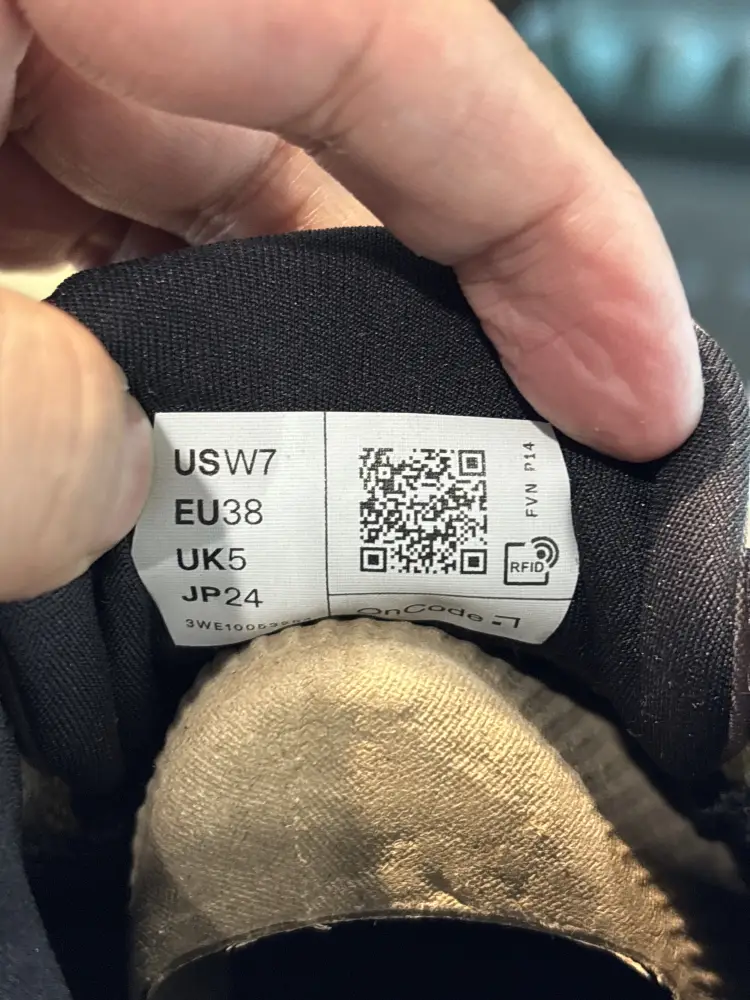 USW7
EU38
UK5
JP24
FVN P14
RFID
OnCode